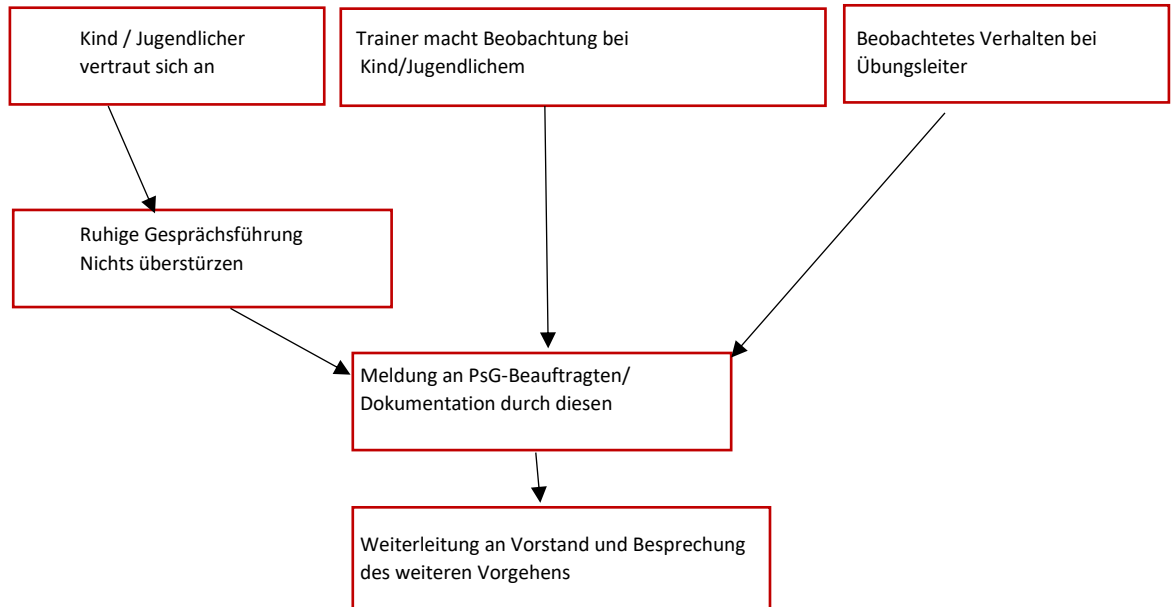 Kind / Jugendlicher
vertraut sich an
Trainer macht Beobachtung bei
Kind/Jugendlichem
Beobachtetes Verhalten bei
Übungsleiter
Ruhige Gesprächsführung
Nichts überstürzen
Meldung an PsG-Beauftragten/
Dokumentation durch diesen
Weiterleitung an Vorstand und Besprechung
des weiteren Vorgehens